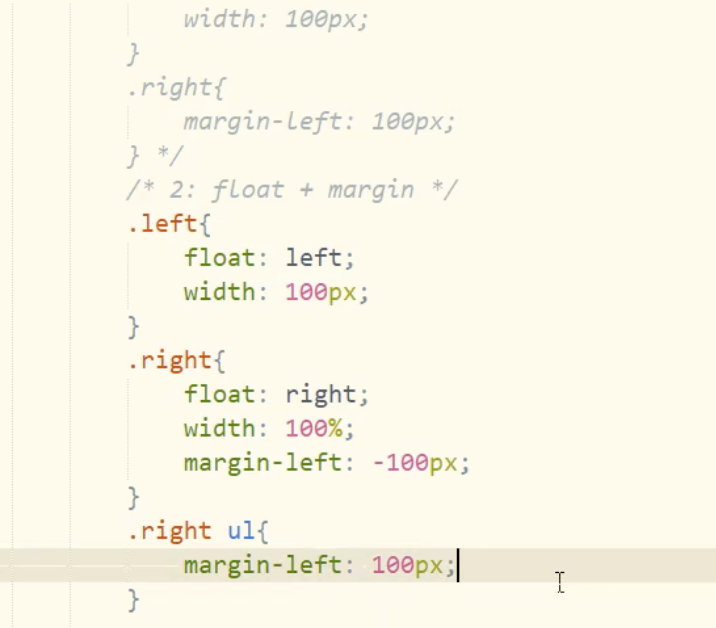 width: 100px;
}
.right{
margin-left: 100px;
} */
/* 2: float + margin */
.left{
float: left;
width: 100px;
}
.right{
float: right;
width: 100%;
margin-left: -100px;
}
.right ul{
margin-left: 100px;
}